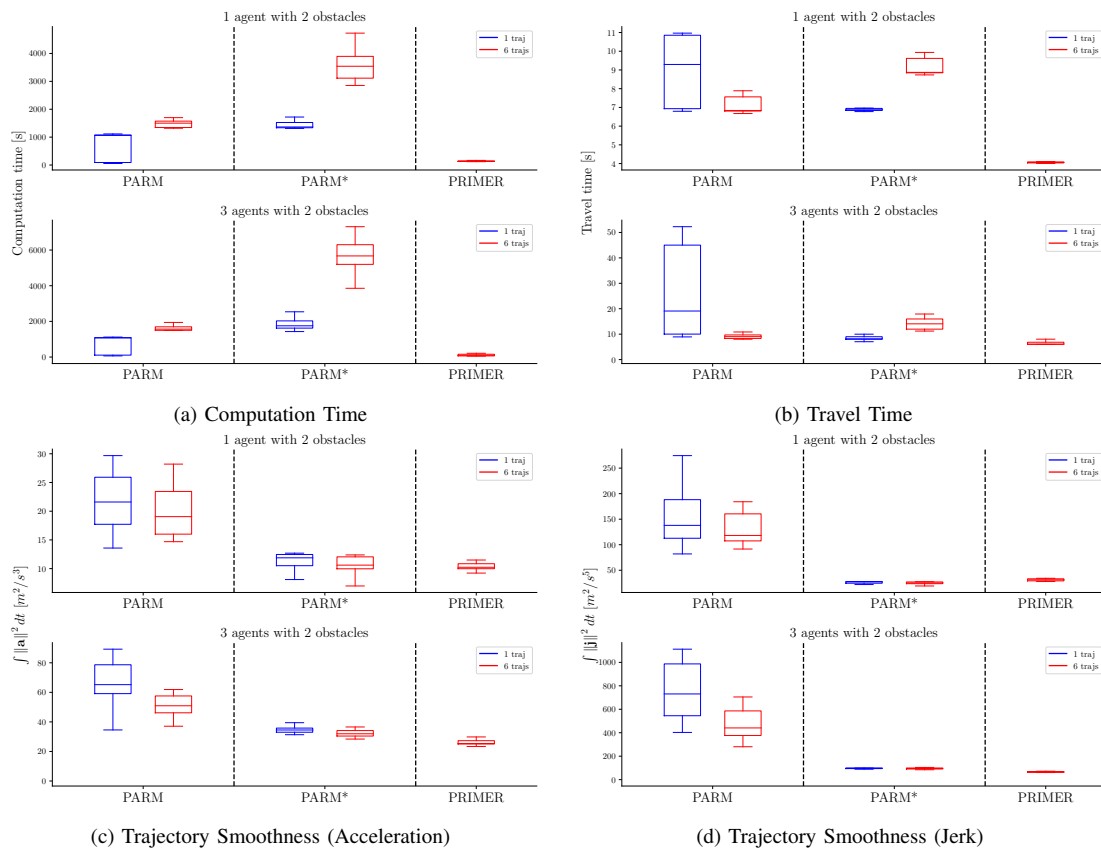 1 agent with 2 obstacles
Computation time [s]
4000
3000
2000
1000
0
1 traj
6 trajs
PARM
PARM*
PRIMER
3 agents with 2 obstacles
6000
4000
2000
0
1 traj
6 trajs
PARM
PARM*
PRIMER
(a) Computation Time
1 agent with 2 obstacles
Travel time [s]
11
10
9
8
7
6
5
4
1 traj
6 trajs
PARM
PARM*
PRIMER
3 agents with 2 obstacles
50
40
30
20
10
0
1 traj
6 trajs
PARM
PARM*
PRIMER
(b) Travel Time
1 agent with 2 obstacles
∫ ‖a‖² dt [m²/s³]
30
25
20
15
10
1 traj
6 trajs
PARM
PARM*
PRIMER
3 agents with 2 obstacles
80
60
40
20
0
1 traj
6 trajs
PARM
PARM*
PRIMER
(c) Trajectory Smoothness (Acceleration)
1 agent with 2 obstacles
∫ ‖j‖² dt [m²/s⁵]
250
200
150
100
50
1 traj
6 trajs
PARM
PARM*
PRIMER
3 agents with 2 obstacles
1000
800
600
400
200
0
1 traj
6 trajs
PARM
PARM*
PRIMER
(d) Trajectory Smoothness (Jerk)